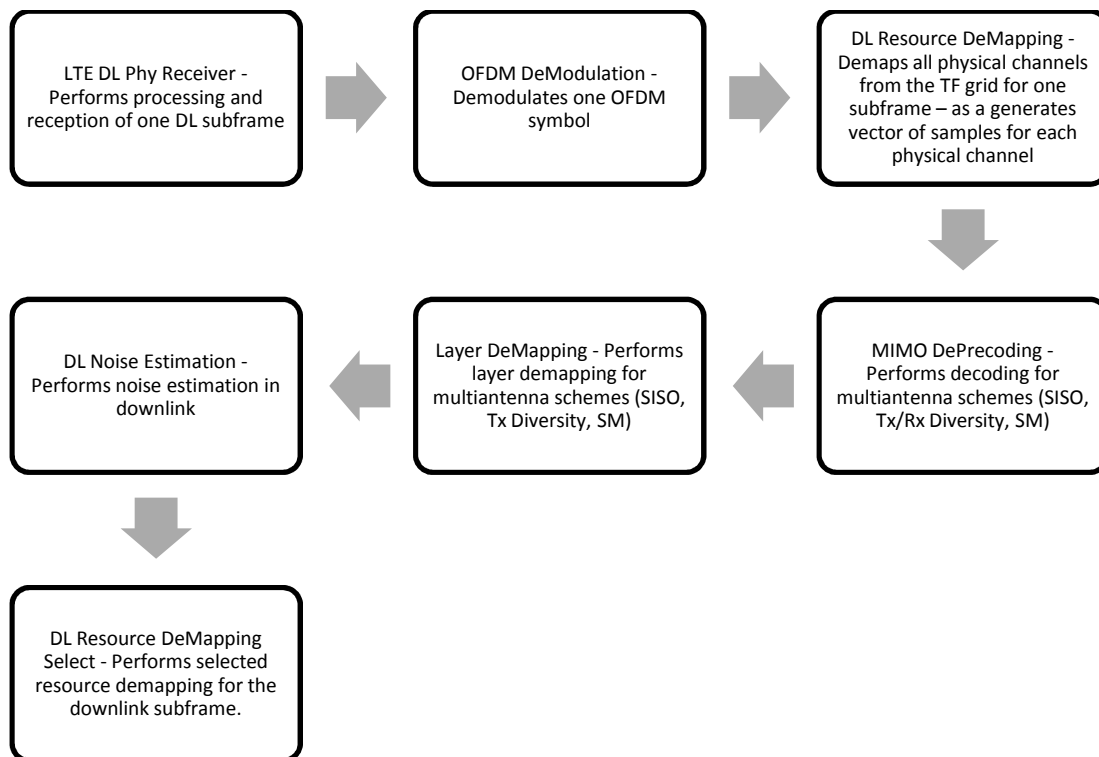 LTE DL Phy Receiver -
Performs processing and
reception of one DL subframe
OFDM DeModulation -
Demodulates one OFDM
symbol
DL Resource DeMapping -
Demaps all physical channels
from the TF grid for one
subframe – as a generates
vector of samples for each
physical channel
MIMO DePrecoding -
Performs decoding for
multiantenna schemes (SISO,
Tx/Rx Diversity, SM)
Layer DeMapping - Performs
layer demapping for
multiantenna schemes (SISO,
Tx Diversity, SM)
DL Noise Estimation -
Performs noise estimation in
downlink
DL Resource DeMapping
Select - Performs selected
resource demapping for the
downlink subframe.